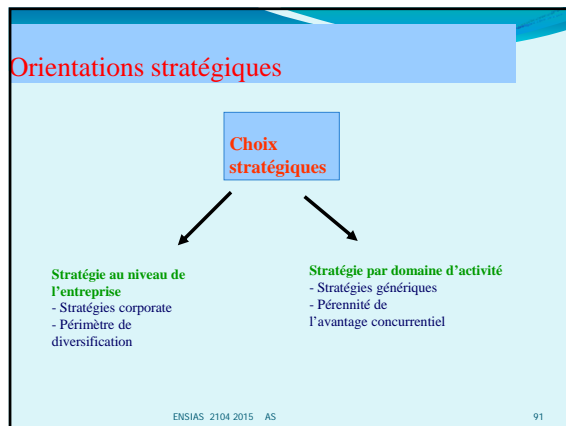 Orientations stratégiques
Choix
stratégiques
Stratégie au niveau de
l'entreprise
- Stratégies corporate
- Périmètre de
diversification
Stratégie par domaine d'activité
- Stratégies génériques
- Pérennité de
l'avantage concurrentiel
ENSIAS 2104 2015 AS
91